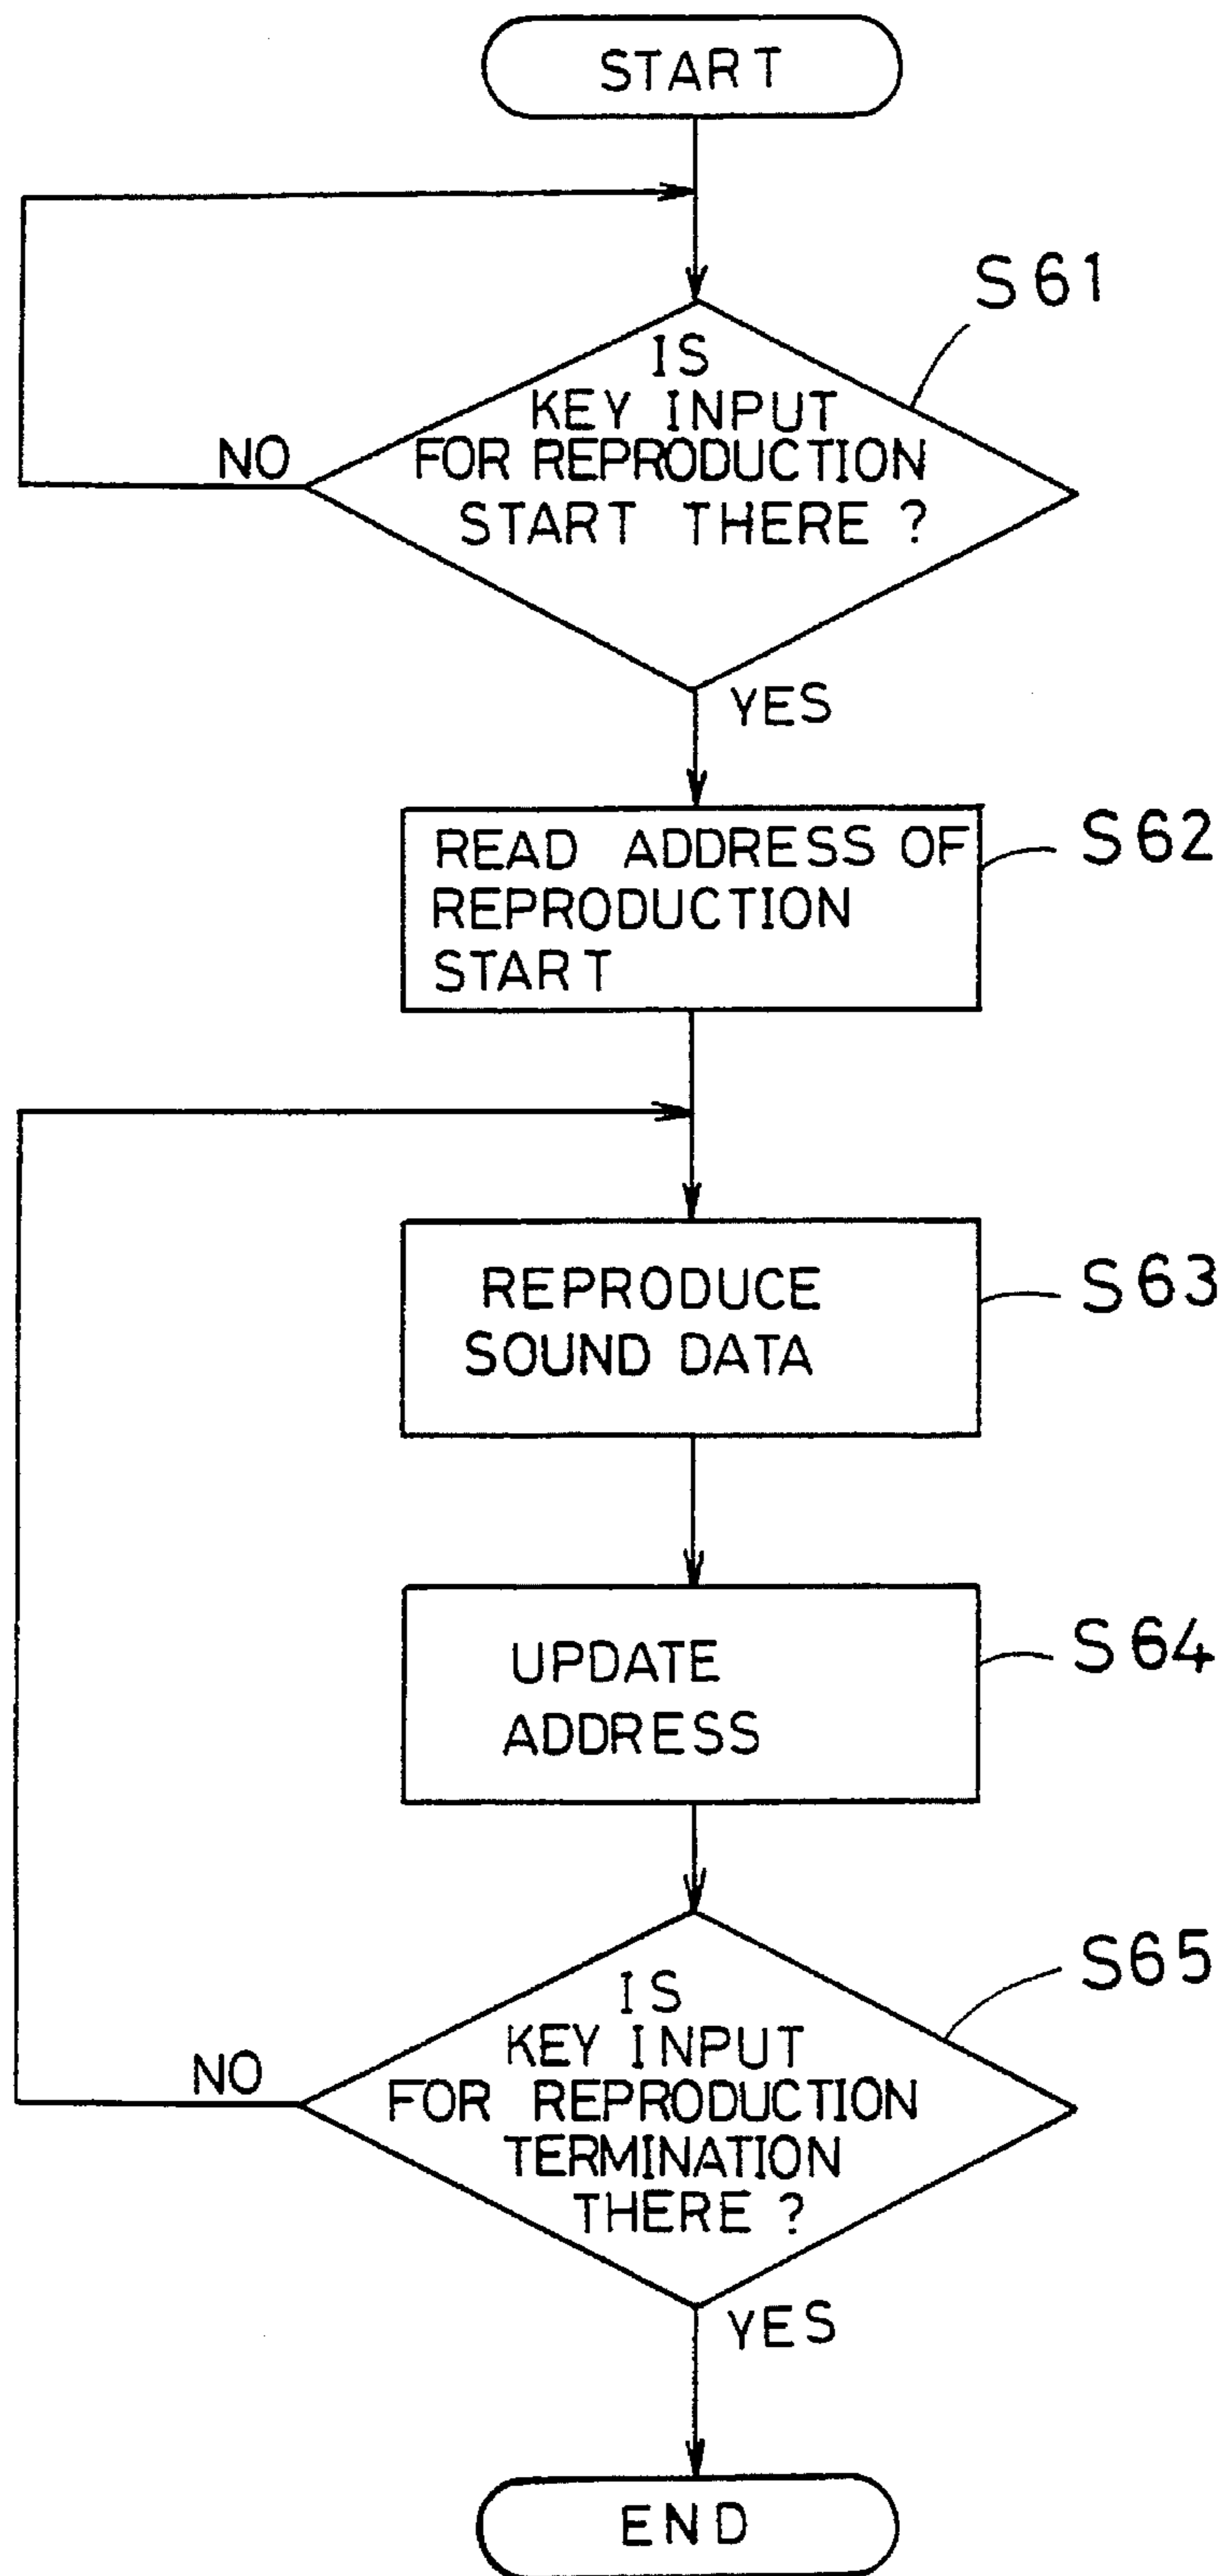 START
S61
IS
KEY INPUT
FOR REPRODUCTION
START THERE ?
NO
YES
READ ADDRESS OF
REPRODUCTION
START
S62
REPRODUCE
SOUND DATA
S63
UPDATE
ADDRESS
S64
S65
IS
KEY INPUT
FOR REPRODUCTION
TERMINATION
THERE ?
NO
YES
END